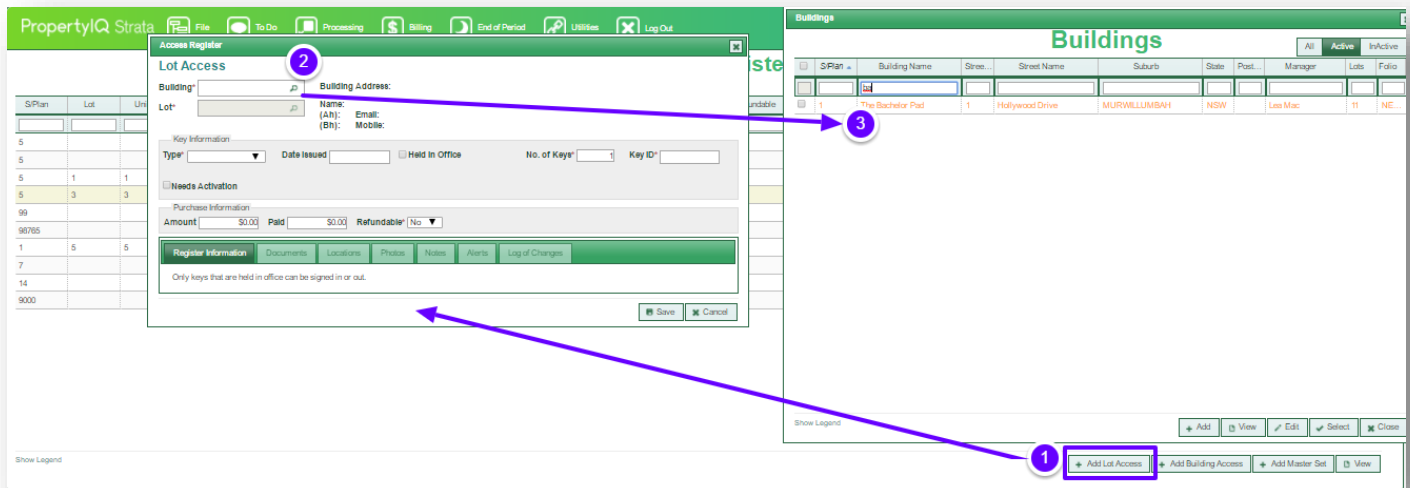 PropertyIQ Strata File To Do Processing Billing End of Period Utilities Log Out
Access Register
Lot Access
2
Building*
Building Address:
Lot*
Name:
(Ah): Email:
(Bh): Mobile:
Key Information
Type* Date Issued Held In Office No. of Keys* 1 Key ID*
Needs Activation
Purchase Information
Amount $0.00 Paid $0.00 Refundable* No
Register Information Documents Locations Photos Notes Alerts Log of Changes
Only keys that are held in office can be signed in or out.
Save Cancel
S/Plan Lot Uni
5
5
5 1 1
5 3 3
99
98765
1 5 5
7
14
9000
Show Legend
Buildings
Buildings
All Active InActive
S/Plan Building Name Stree... Street Name Suburb State Post... Manager Lots Folio
1 The Bachelor Pad 1 Hollywood Drive MURWILLUMBAH NSW Lee Mac 11 NE...
3
Show Legend
Add View Edit Select Close
1
Add Lot Access Add Building Access Add Master Set View